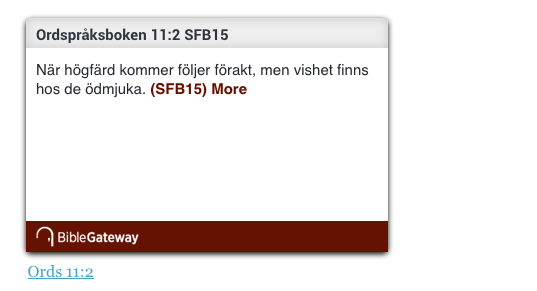 Ordspråksboken 11:2 SFB15
När högfärd kommer följer förakt, men vishet finns
hos de ödmjuka. (SFB15) More
BibleGateway
Ords 11:2